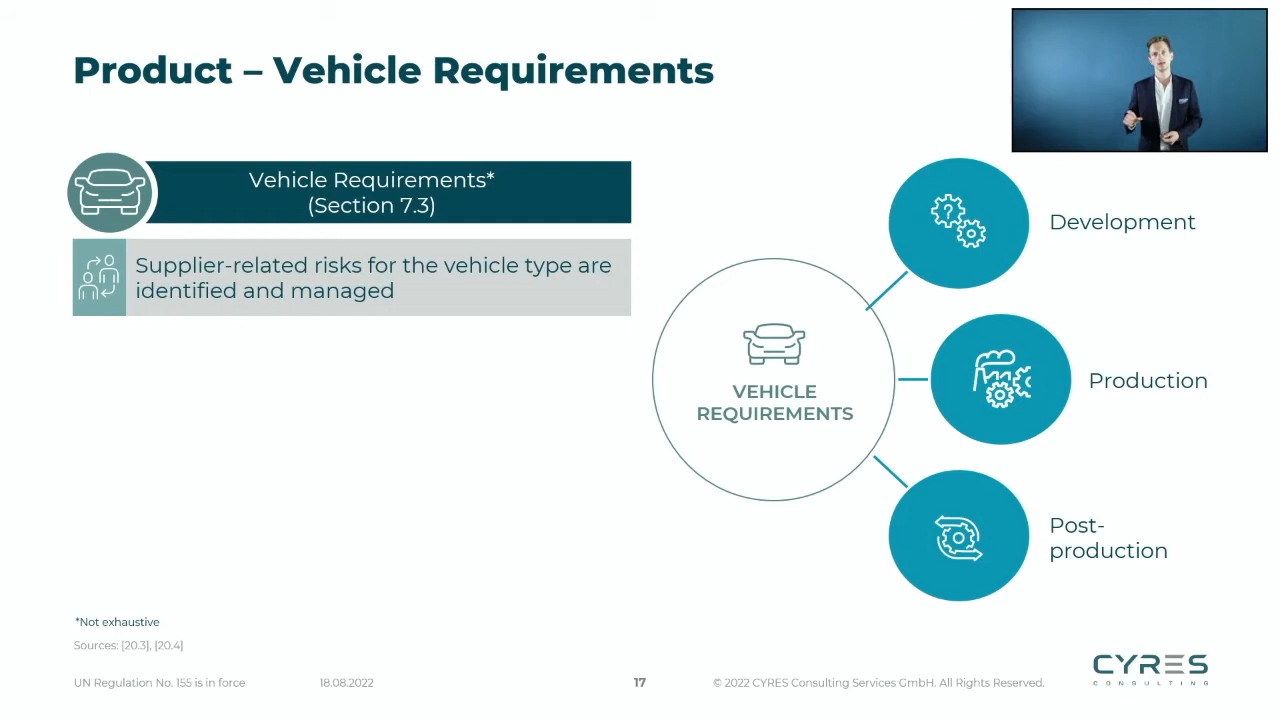 Product – Vehicle Requirements
Vehicle Requirements*
(Section 7.3)
Supplier-related risks for the vehicle type are
identified and managed
VEHICLE
REQUIREMENTS
Development
Production
Post-
production
*Not exhaustive
Sources: [20.3], [20.4]
UN Regulation No. 155 is in force
18.08.2022
17
© 2022 CYRES Consulting Services GmbH. All Rights Reserved.
CYRES
CONSULTING